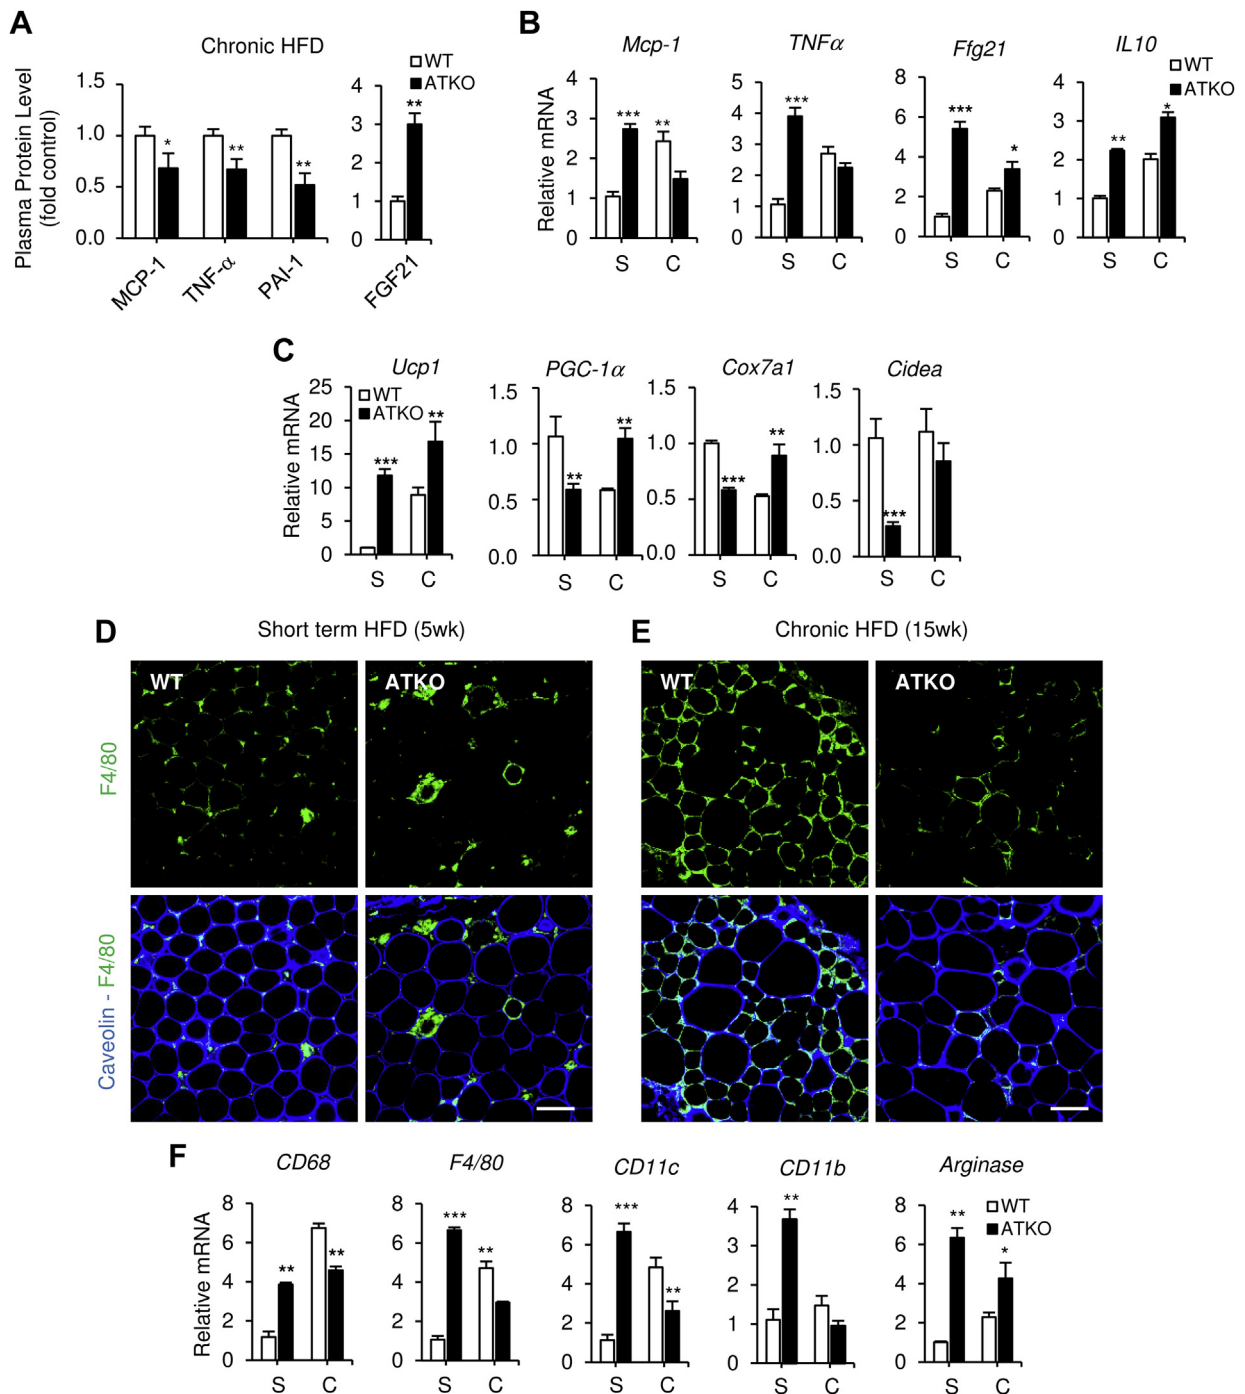 A
Chronic HFD
WT
ATKO
Plasma Protein Level
(fold control)
1.5
1.0
0.5
0.0
*
**
**
MCP-1
TNF-α
PAI-1
4
3
2
1
0
**
FGF21
B
Mcp-1
TNFα
Ffg21
IL10
WT
ATKO
Relative mRNA
4
3
2
1
0
***
**
S C
5
4
3
2
1
0
***
S C
8
6
4
2
0
***
*
S C
4
3
2
1
0
**
*
S C
C
Ucp1
PGC-1α
Cox7a1
Cidea
WT
ATKO
Relative mRNA
25
20
15
10
5
0
***
**
S C
1.5
1.0
0.5
0.0
**
**
S C
1.5
1.0
0.5
0.0
***
**
S C
1.5
1.0
0.5
0.0
***
S C
D
Short term HFD (5wk)
WT
ATKO
F4/80
Caveolin - F4/80
E
Chronic HFD (15wk)
WT
ATKO
F
CD68
F4/80
CD11c
CD11b
Arginase
WT
ATKO
Relative mRNA
8
6
4
2
0
**
**
S C
8
6
4
2
0
***
**
S C
8
6
4
2
0
***
**
S C
4
3
2
1
0
**
S C
8
6
4
2
0
**
*
S C